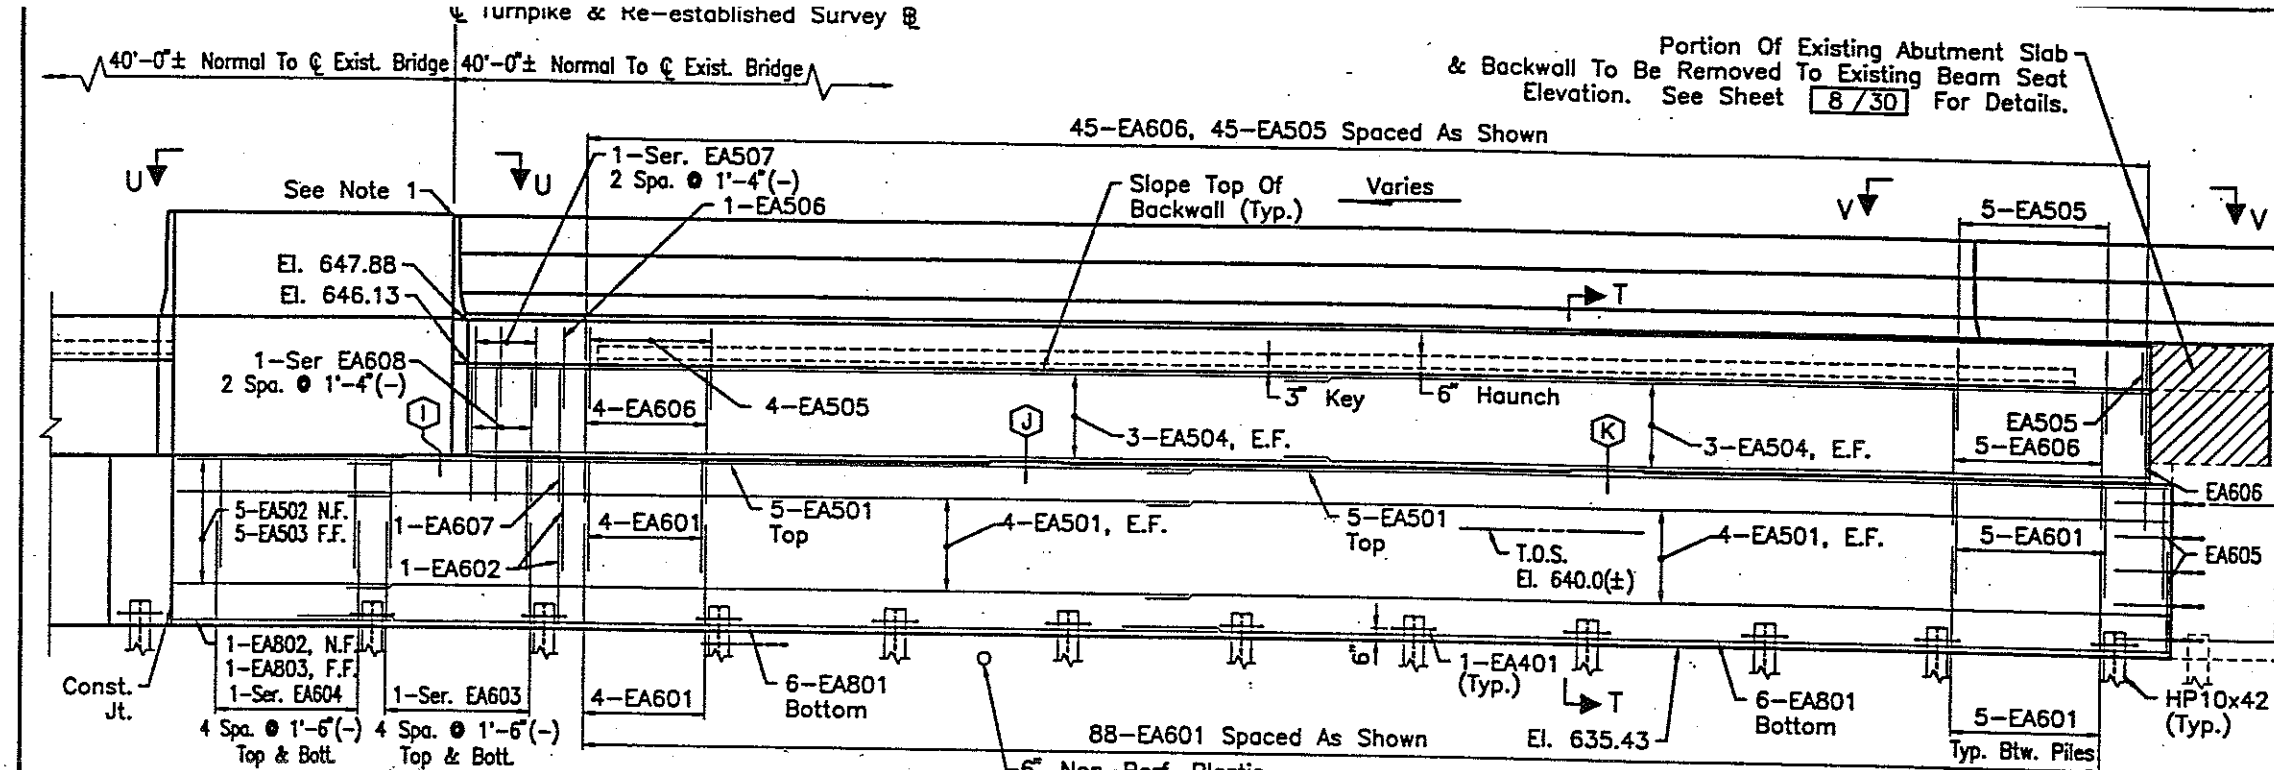 ℄ Turnpike & Re-established Survey ℄
40'-0"± Normal To ℄ Exist. Bridge
40'-0"± Normal To ℄ Exist. Bridge
Portion Of Existing Abutment Slab
& Backwall To Be Removed To Existing Beam Seat
Elevation. See Sheet 8/30 For Details.
45-EA606, 45-EA505 Spaced As Shown
U
U
1-Ser. EA507
2 Spa. @ 1'-4"(-)
See Note 1
1-EA506
Slope Top Of
Backwall (Typ.)
Varies
V
5-EA505
V
El. 647.88
El. 646.13
T
1-Ser EA608
2 Spa. @ 1'-4"(-)
I
4-EA606
4-EA505
J
3" Key
6" Haunch
K
3-EA504, E.F.
3-EA504, E.F.
EA505
5-EA606
EA606
5-EA502 N.F.
5-EA503 F.F.
1-EA607
4-EA601
5-EA501
Top
4-EA501, E.F.
5-EA501
Top
T.O.S.
El. 640.0(±)
4-EA501, E.F.
5-EA601
EA605
1-EA602
1-EA802, N.F.
1-EA803, F.F.
Const.
Jt.
1-Ser. EA604
1-Ser. EA603
4-EA601
6-EA801
Bottom
6"
1-EA401
(Typ.)
T
6-EA801
Bottom
HP10x42
(Typ.)
4 Spa. @ 1'-6"(-)
Top & Bott.
4 Spa. @ 1'-6"(-)
Top & Bott.
88-EA601 Spaced As Shown
El. 635.43
5-EA601
Typ. Btw. Piles
6" Non-Perf. Plastic